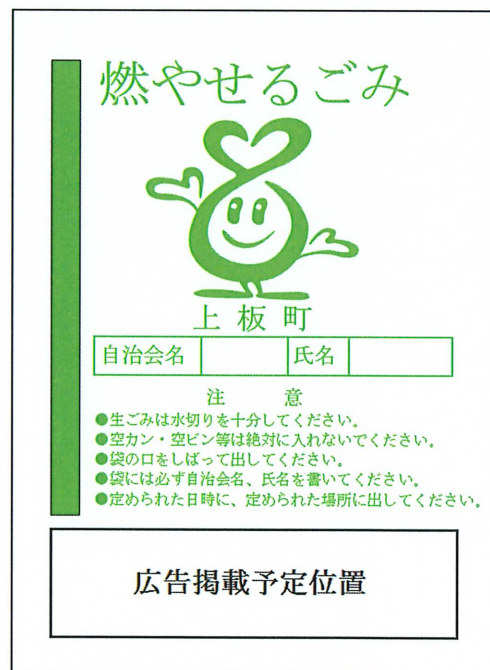 燃やせるごみ
上板町
自治会名 氏名
注 意
●生ごみは水切りを十分してください。
●空カン・空ビン等は絶対に入れないでください。
●袋の口をしばって出してください。
●袋には必ず自治会名、氏名を書いてください。
●定められた日時に、定められた場所に出してください。
広告掲載予定位置